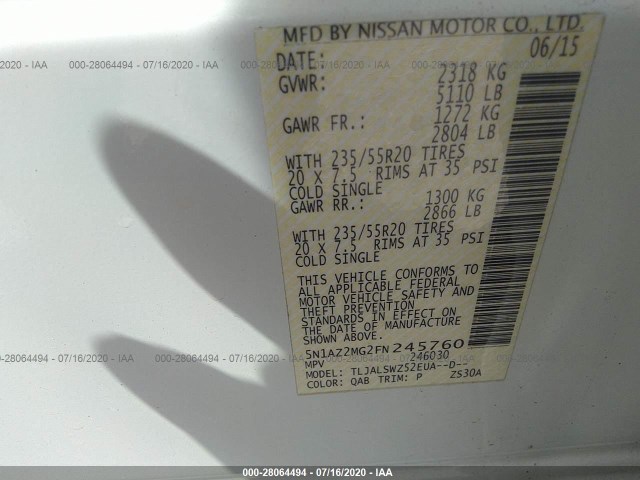 MFD BY NISSAN MOTOR CO., LTD.
DATE: 06/15
GVWR: 2318 KG
5110 LB
GAWR FR.: 1272 KG
2804 LB
WITH 235/55R20 TIRES
20 X 7.5 RIMS AT 35 PSI
COLD SINGLE
GAWR RR.: 1300 KG
2866 LB
WITH 235/55R20 TIRES
20 X 7.5 RIMS AT 35 PSI
COLD SINGLE
THIS VEHICLE CONFORMS TO
ALL APPLICABLE FEDERAL
MOTOR VEHICLE SAFETY AND
THEFT PREVENTION
STANDARDS IN EFFECT ON
THE DATE OF MANUFACTURE
SHOWN ABOVE.
5N1AZ2MG2FN245760
MPV 246030
MODEL: TLJALSWZ52EUA--D--
COLOR: QAB TRIM: P ZS30A
000-28064494 - 07/16/2020 - IAA